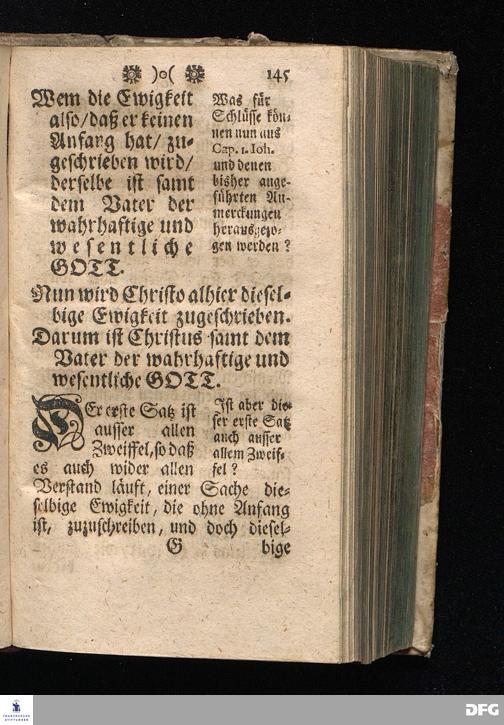 )o( 145
Wem die Ewigkeit
also/daß er keinen
Anfang hat/ zu-
geschrieben wird/
derselbe ist samt
dem Vater der
wahrhaftige und
wesentliche
GOTT.
Was für
Schlüsse kön-
nen nun aus
Cap. 1. Ioh.
und denen
bisher ange-
führten An-
merckungen
herausgezo-
gen werden?
Nun wird Christo alhier diesel-
bige Ewigkeit zugeschrieben.
Darum ist Christus samt dem
Vater der wahrhaftige und
wesentliche GOTT.
DEr erste Satz ist
ausser allen
Zweiffel, so daß
es auch wider allen
Ist aber die-
ser erste Satz
auch ausser
allem Zweif-
fel?
Verstand läuft, einer Sache die-
selbige Ewigkeit, die ohne Anfang
ist, zuzuschreiben, und doch diesel-
G bige
FRANCKESCHE
STIFTUNGEN
DFG